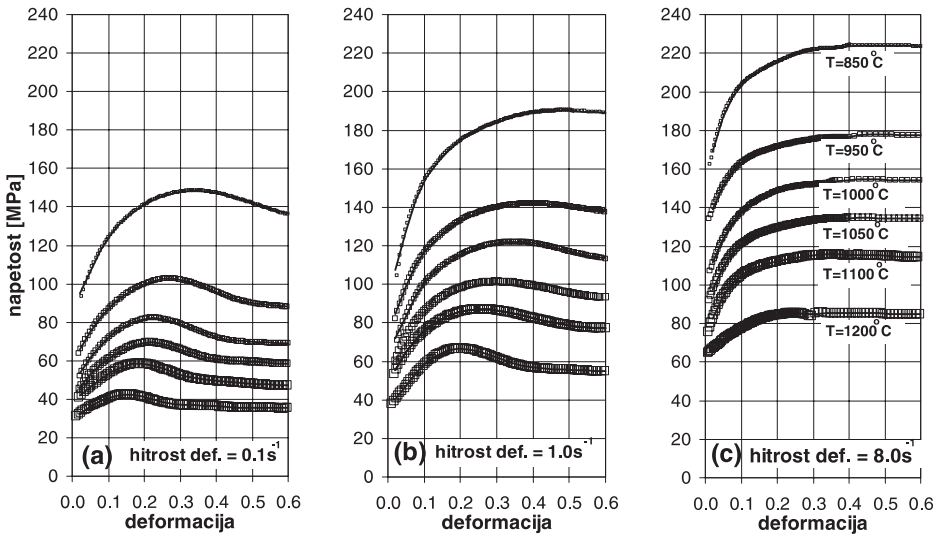 napetost [MPa]
240
220
200
180
160
140
120
100
80
60
40
20
0
(a) hitrost def. = 0.1s⁻¹
0.0 0.1 0.2 0.3 0.4 0.5 0.6
deformacija
240
220
200
180
160
140
120
100
80
60
40
20
0
(b) hitrost def. = 1.0s⁻¹
0.0 0.1 0.2 0.3 0.4 0.5 0.6
deformacija
240
220
200
180
160
140
120
100
80
60
40
20
0
T=850°C
T=950°C
T=1000°C
T=1050°C
T=1100°C
T=1200°C
(c) hitrost def. = 8.0s⁻¹
0.0 0.1 0.2 0.3 0.4 0.5 0.6
deformacija